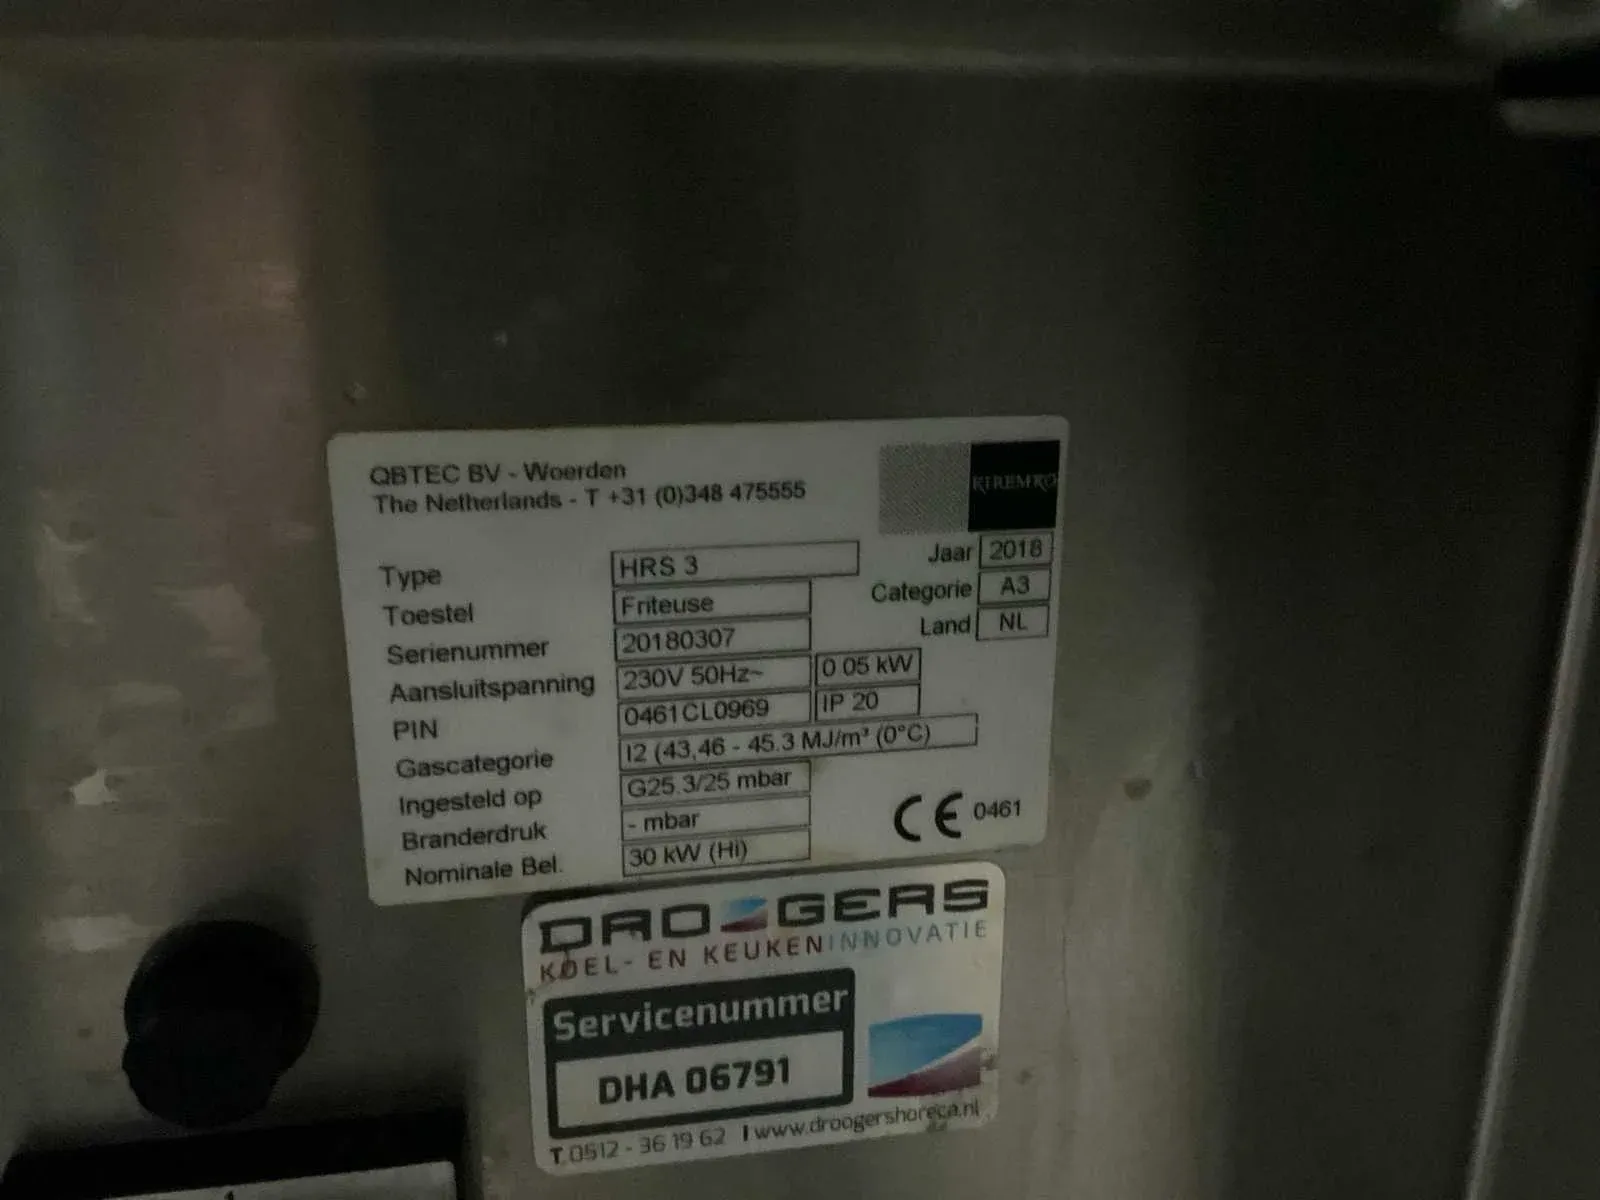 QBTEC BV - Woerden
The Netherlands - T +31 (0)348 475555
KIREMKO
Type HRS 3 Jaar 2018
Toestel Friteuse Categorie A3
Serienummer 20180307 Land NL
Aansluitspanning 230V 50Hz~ 0 05 kW
PIN 0461CL0969 IP 20
Gascategorie I2 (43,46 - 45.3 MJ/m³ (0°C)
Ingesteld op G25.3/25 mbar
Branderdruk - mbar
Nominale Bel. 30 kW (Hi)
CE 0461
DROOGERS
KOEL- EN KEUKENINNOVATIE
Servicenummer
DHA 06791
T.0512 - 36 19 62 I www.droogershoreca.nl